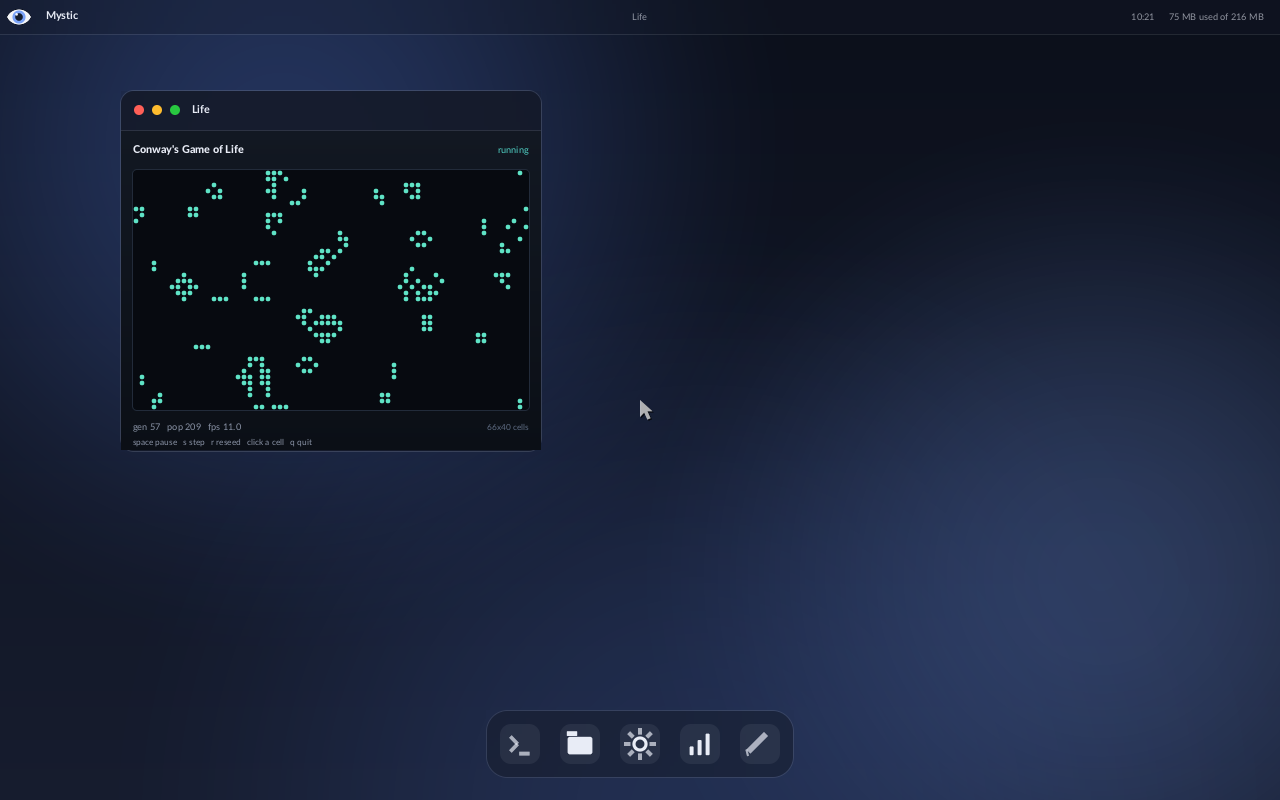 Mystic Life 10:21 75 MB used of 216 MB
Life
Conway's Game of Life running
gen 57 pop 209 fps 11.0 66x40 cells
space pause s step r reseed click a cell q quit